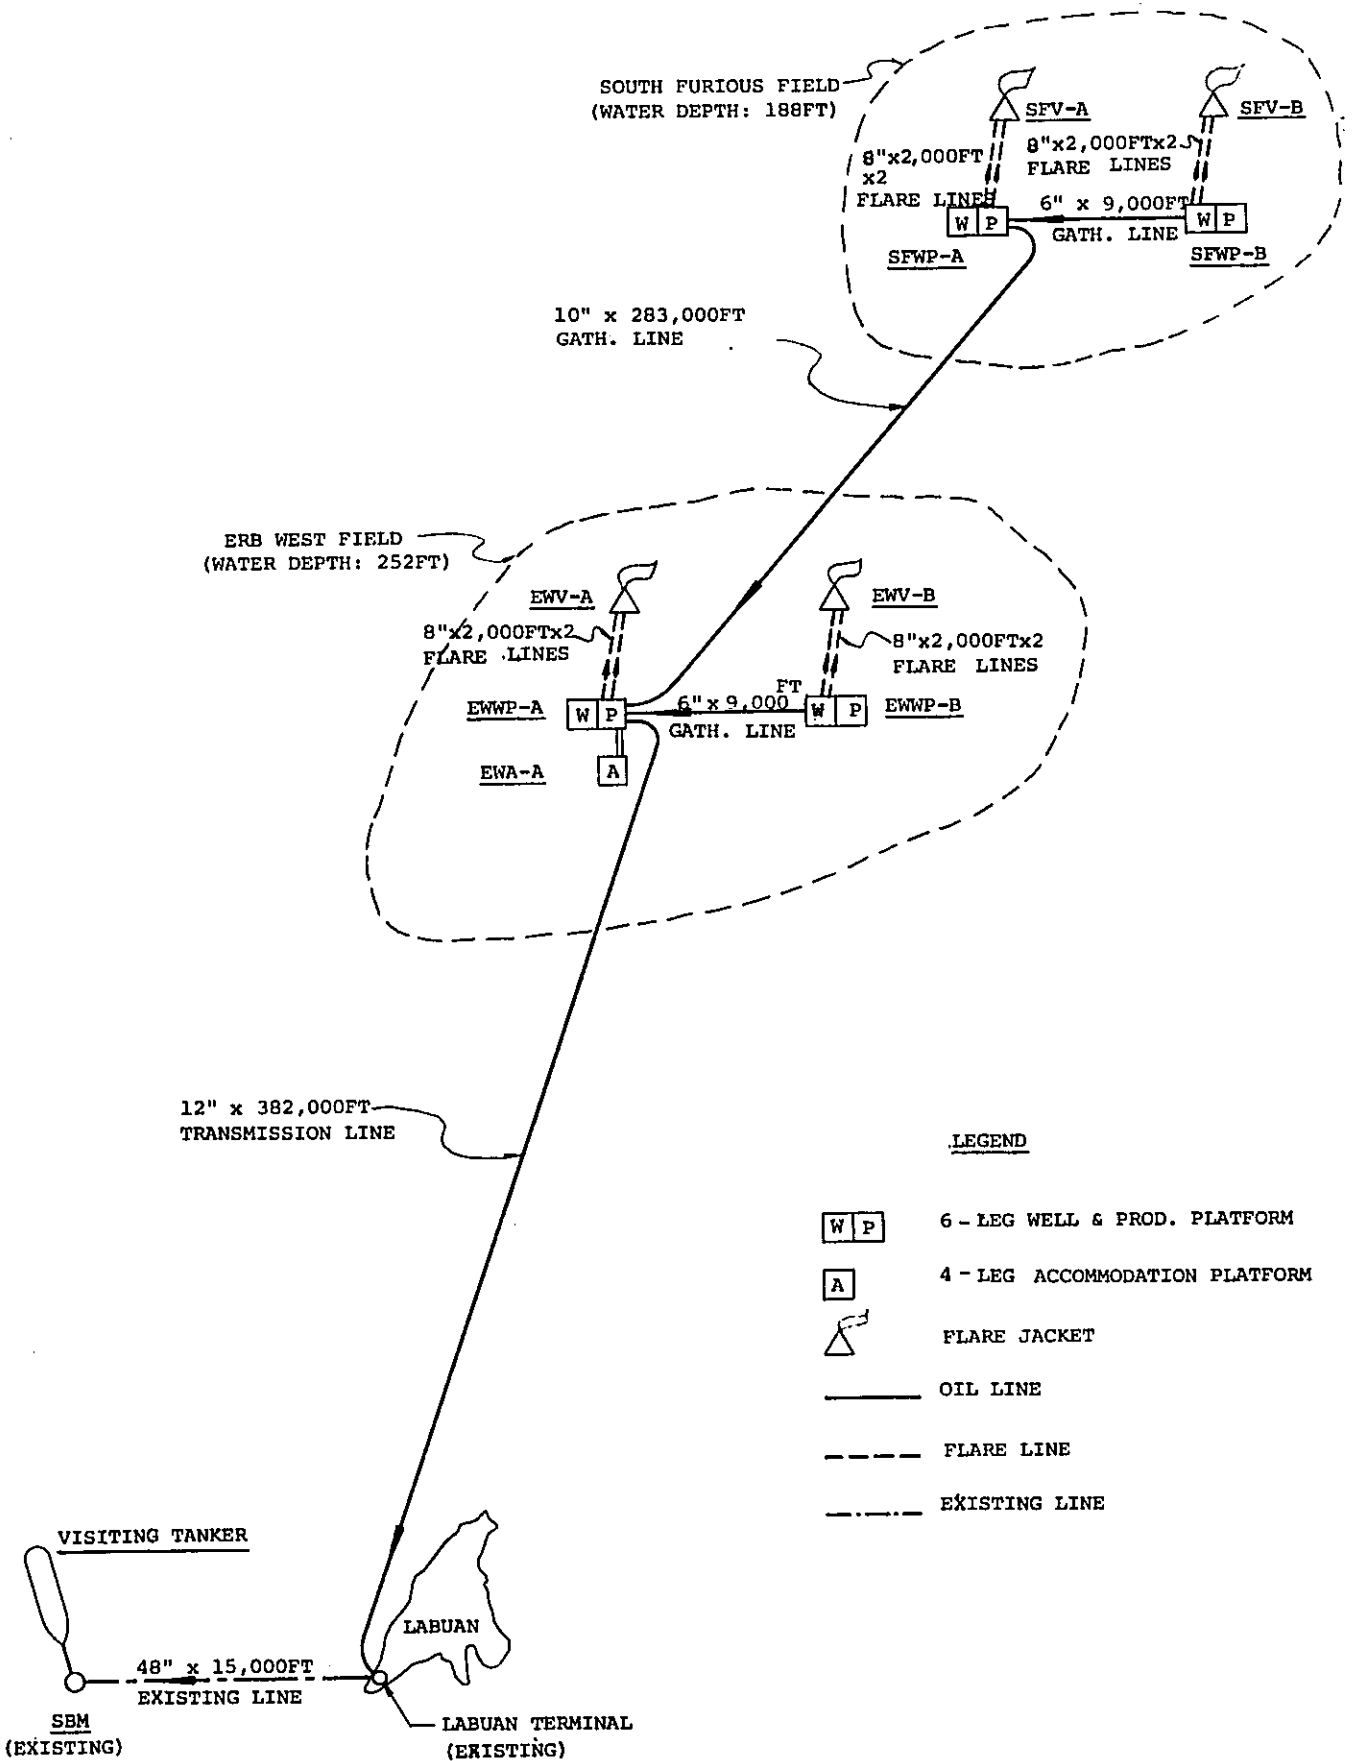 SOUTH FURIOUS FIELD
(WATER DEPTH: 188FT)
SFV-A
SFV-B
8"x2,000FT
x2
FLARE LINES
8"x2,000FTx2
FLARE LINES
6" x 9,000FT
GATH. LINE
W P
W P
SFWP-A
SFWP-B
10" x 283,000FT
GATH. LINE
ERB WEST FIELD
(WATER DEPTH: 252FT)
EWV-A
EWV-B
8"x2,000FTx2
FLARE LINES
8"x2,000FTx2
FLARE LINES
EWWP-A
W P
6" x 9,000 FT
GATH. LINE
W P
EWWP-B
EWA-A
A
12" x 382,000FT
TRANSMISSION LINE
LEGEND
W P
6-LEG WELL & PROD. PLATFORM
A
4-LEG ACCOMMODATION PLATFORM
FLARE JACKET
OIL LINE
FLARE LINE
EXISTING LINE
VISITING TANKER
LABUAN
48" x 15,000FT
EXISTING LINE
SBM
(EXISTING)
LABUAN TERMINAL
(EXISTING)